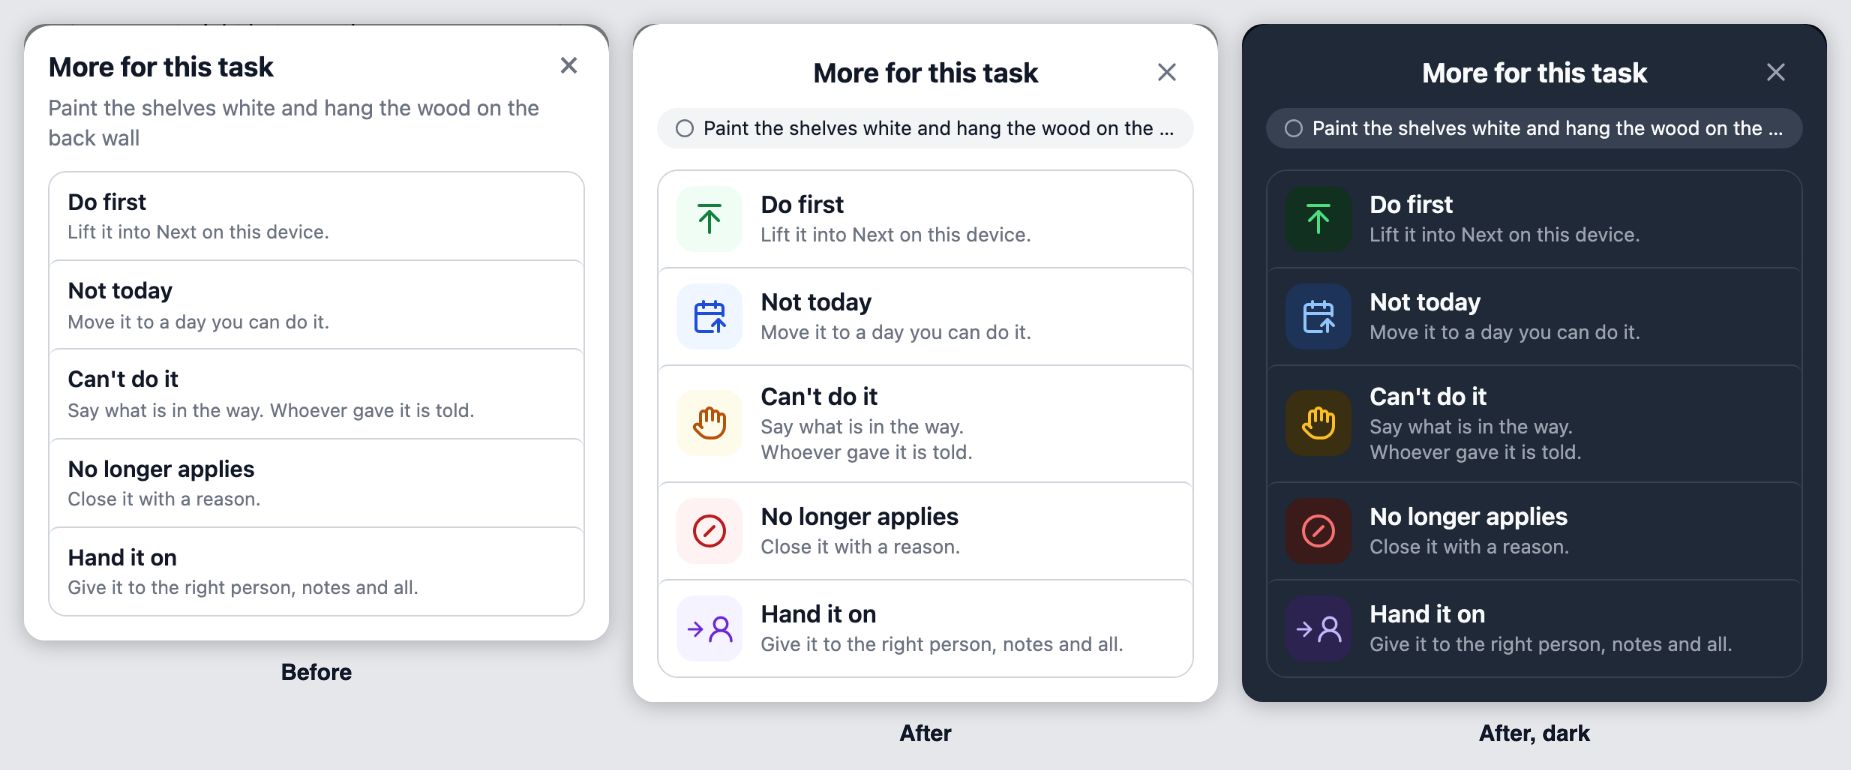 More for this task
Paint the shelves white and hang the wood on the
back wall
Do first
Lift it into Next on this device.
Not today
Move it to a day you can do it.
Can't do it
Say what is in the way. Whoever gave it is told.
No longer applies
Close it with a reason.
Hand it on
Give it to the right person, notes and all.
Before
More for this task
Paint the shelves white and hang the wood on the ...
Do first
Lift it into Next on this device.
Not today
Move it to a day you can do it.
Can't do it
Say what is in the way.
Whoever gave it is told.
No longer applies
Close it with a reason.
Hand it on
Give it to the right person, notes and all.
After
More for this task
Paint the shelves white and hang the wood on the ...
Do first
Lift it into Next on this device.
Not today
Move it to a day you can do it.
Can't do it
Say what is in the way.
Whoever gave it is told.
No longer applies
Close it with a reason.
Hand it on
Give it to the right person, notes and all.
After, dark